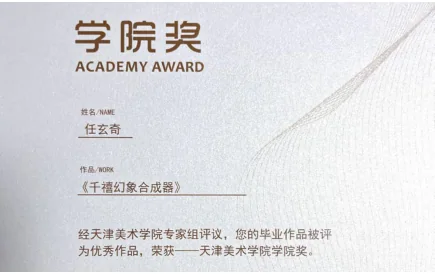 学院奖
ACADEMY AWARD
姓名/NAME
任玄奇
作品/WORK
《千禧幻象合成器》
经天津美术学院专家组评议，您的毕业作品被评
为优秀作品，荣获——天津美术学院学院奖。